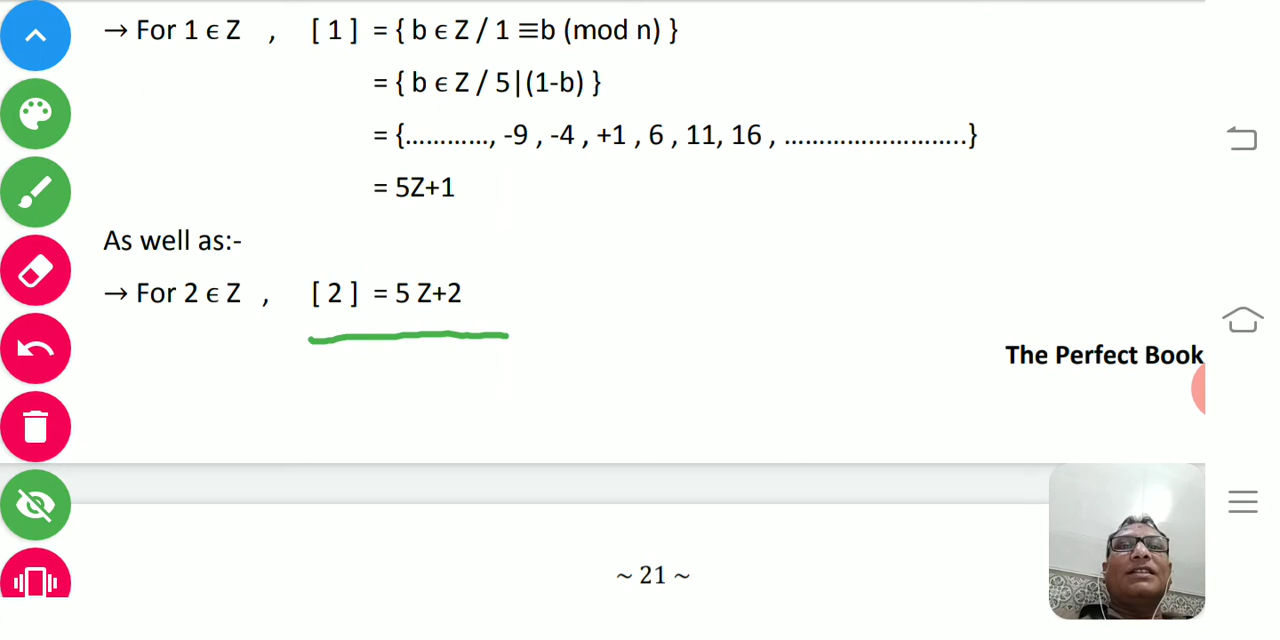 → For 1 ϵ Z , [ 1 ] = { b ϵ Z / 1 ≡b (mod n) }
= { b ϵ Z / 5|(1-b) }
= {…………, -9 , -4 , +1 , 6 , 11, 16 , ……………………..}
= 5Z+1
As well as:-
→ For 2 ϵ Z , [ 2 ] = 5 Z+2
The Perfect Book
~ 21 ~